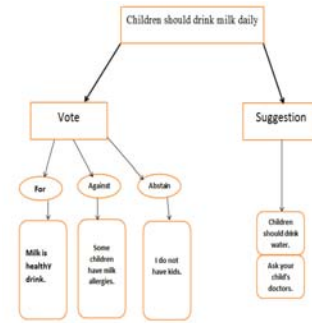 Children should drink milk daily
Vote
Suggestion
For
Against
Abstain
Milk is
healthy
drink.
Some
children
have milk
allergies.
I do not
have kids.
Children
should drink
water.
Ask your
child's
doctors.